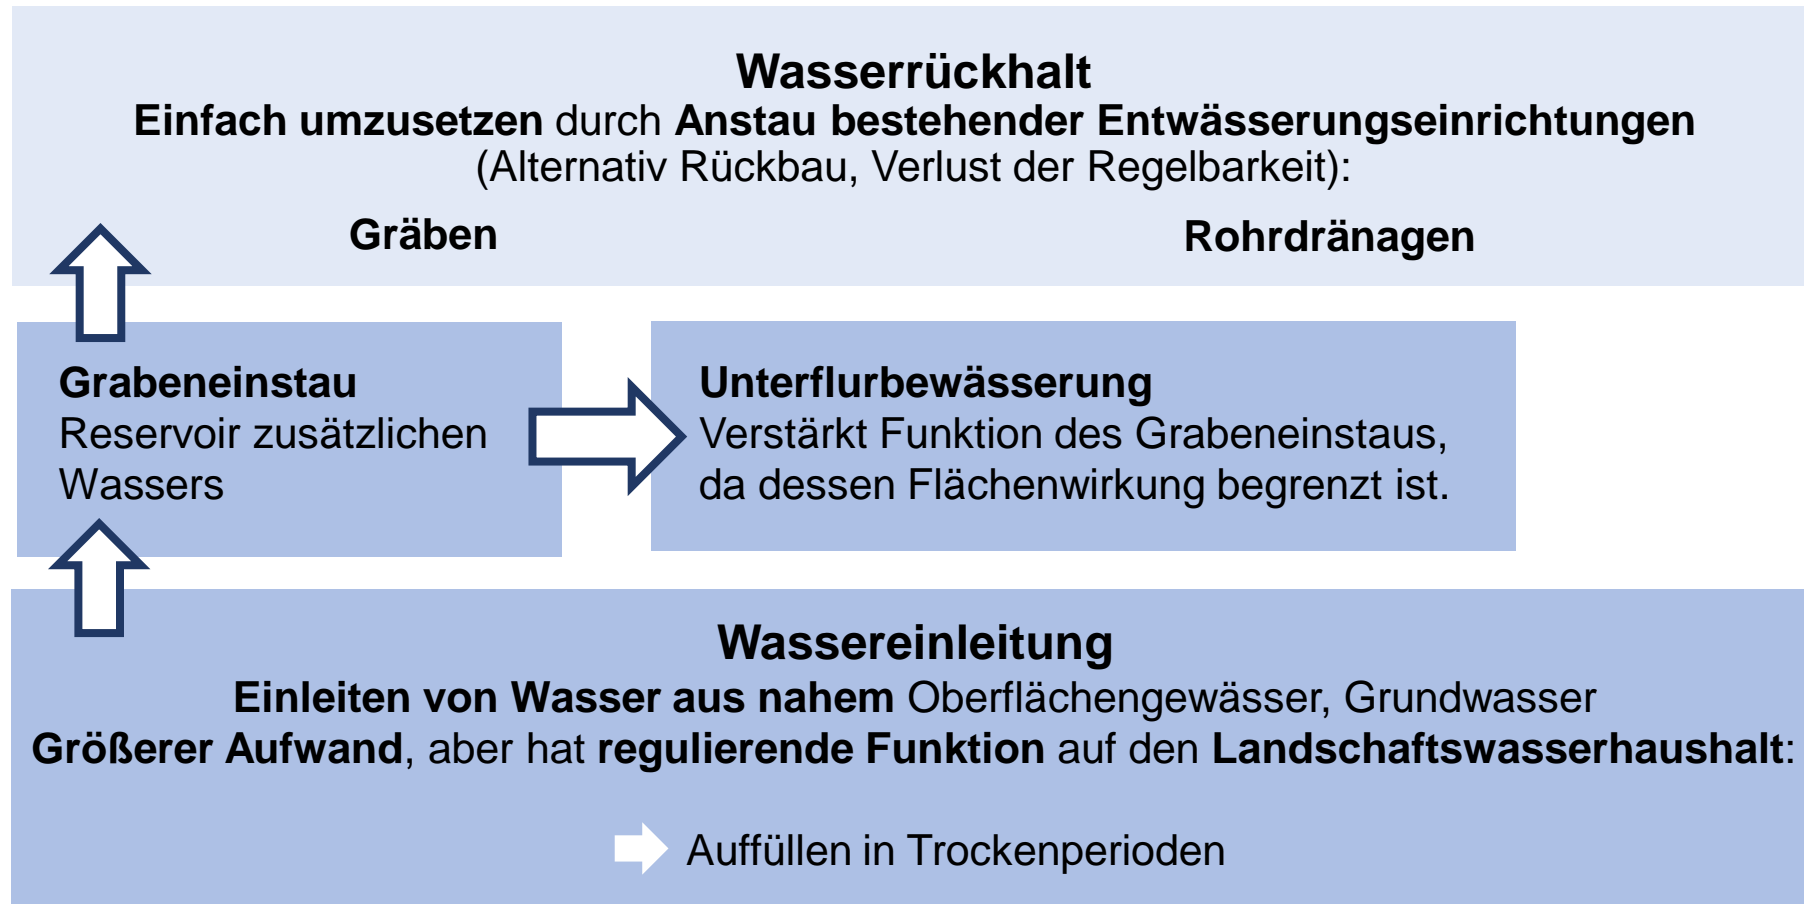 Wasserrückhalt
Einfach umzusetzen durch Anstau bestehender Entwässerungseinrichtungen
(Alternativ Rückbau, Verlust der Regelbarkeit):
Gräben
Rohrdränagen
Grabeneinstau
Reservoir zusätzlichen
Wassers
Unterflurbewässerung
Verstärkt Funktion des Grabeneinstaus,
da dessen Flächenwirkung begrenzt ist.
Wassereinleitung
Einleiten von Wasser aus nahem Oberflächengewässer, Grundwasser
Größerer Aufwand, aber hat regulierende Funktion auf den Landschaftswasserhaushalt:
Auffüllen in Trockenperioden